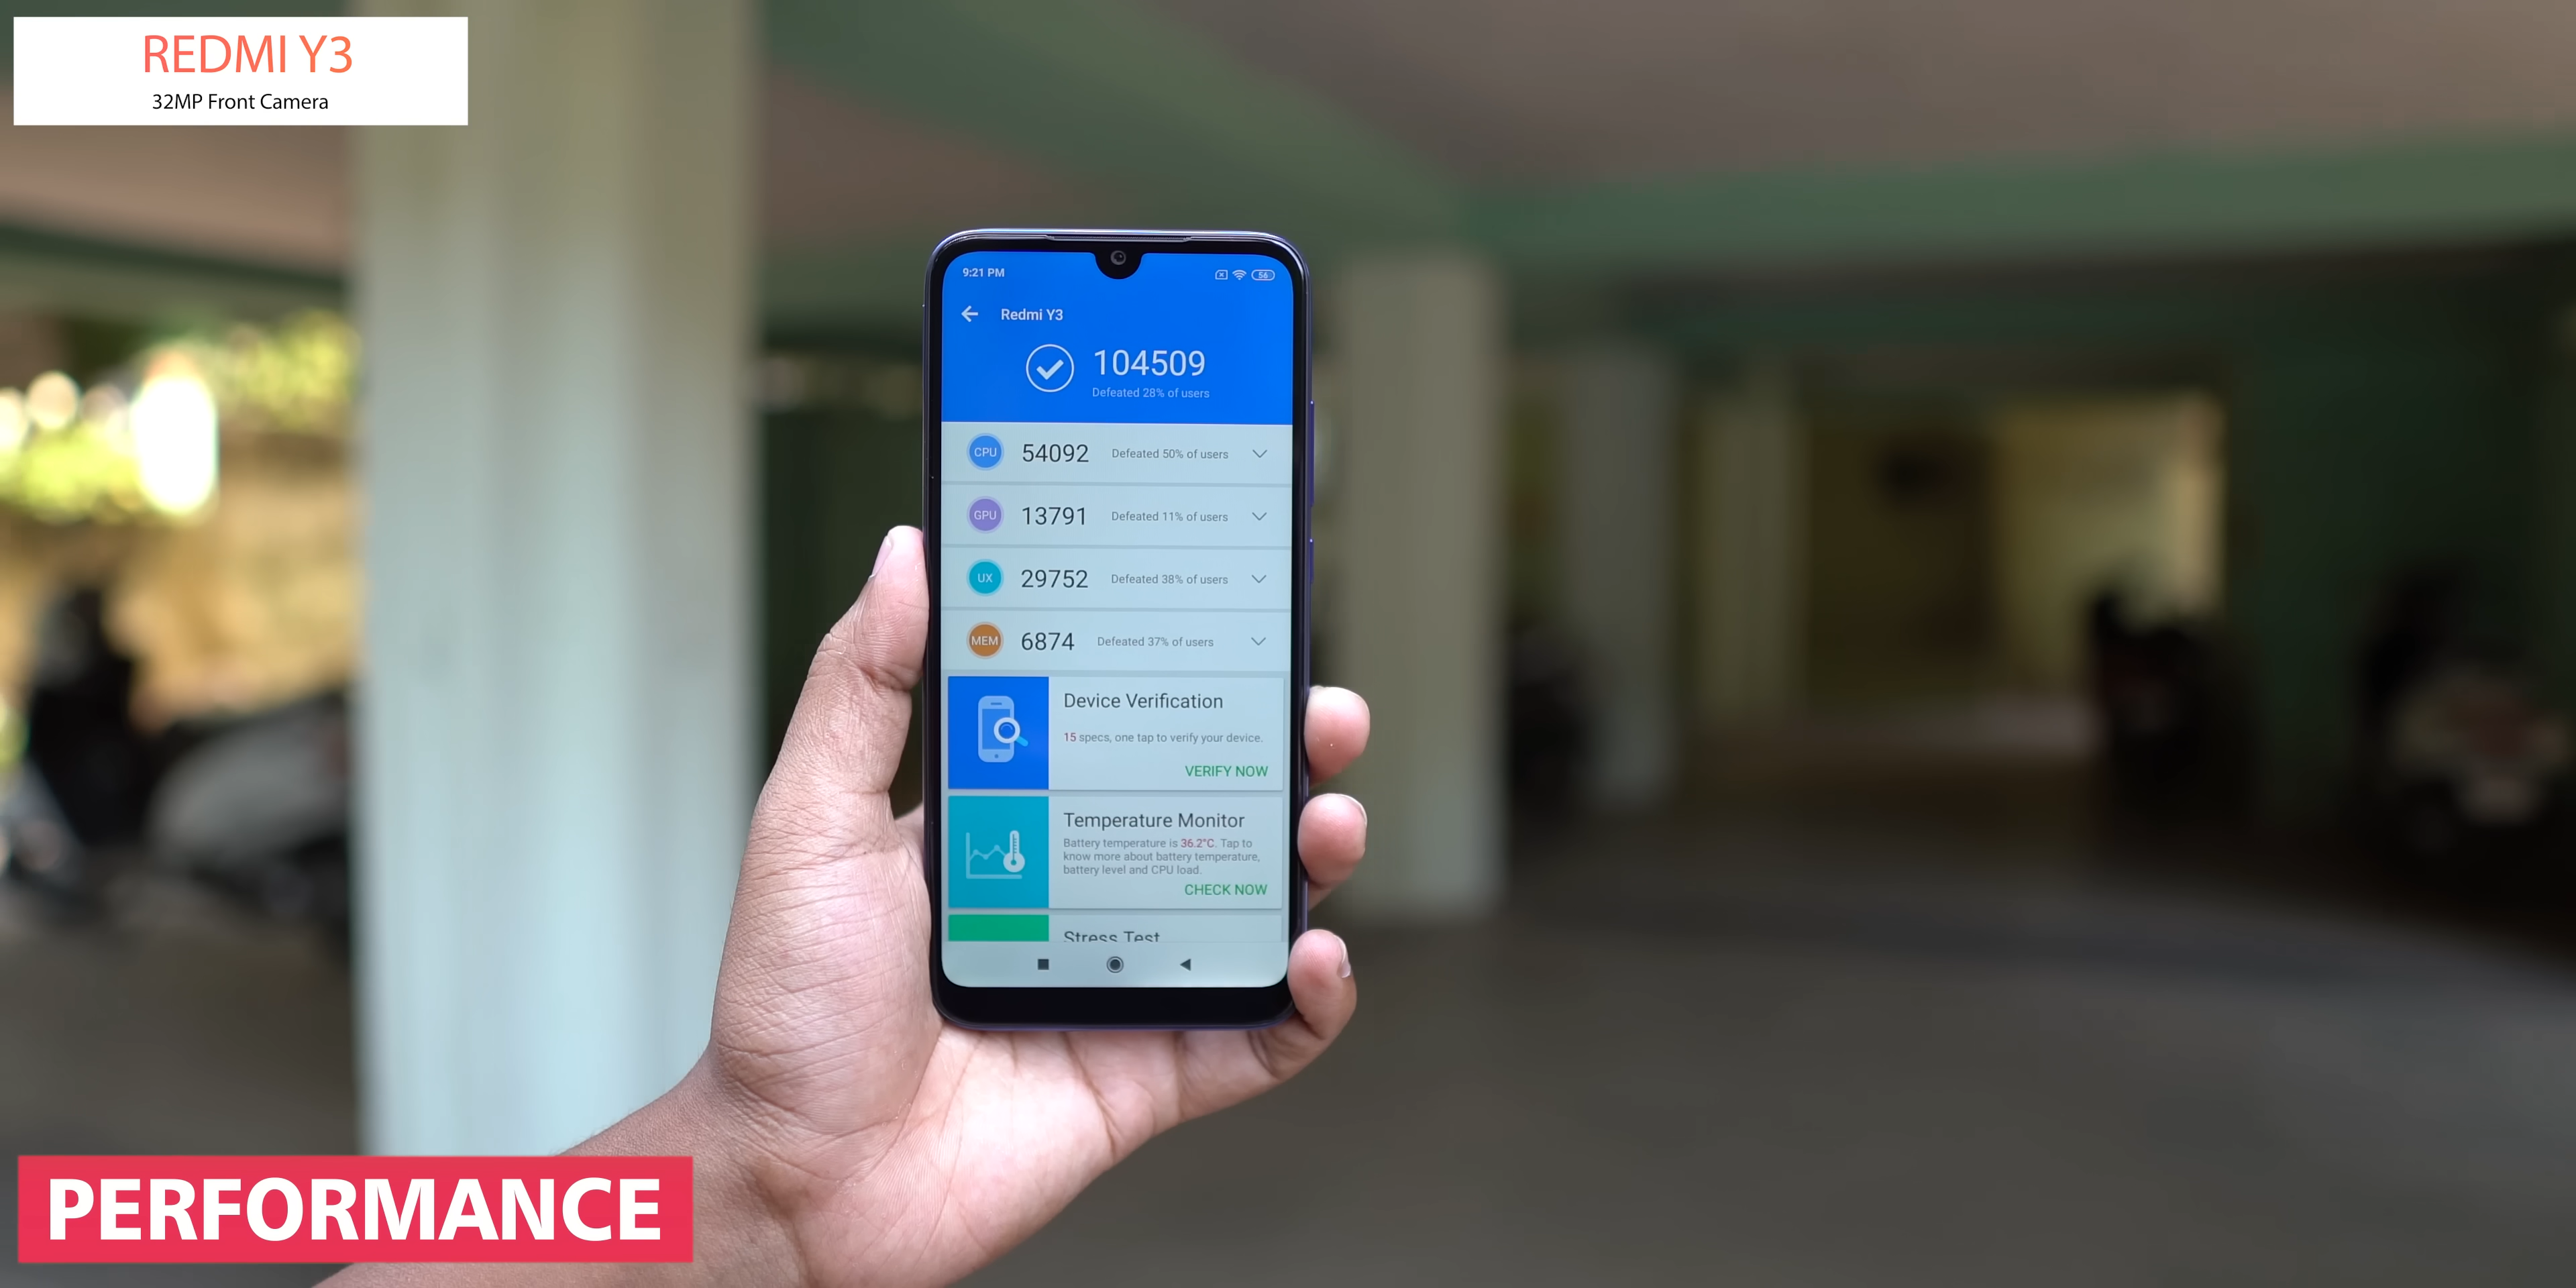 REDMI Y3
32MP Front Camera
9:21 PM
56
Redmi Y3
104509
Defeated 28% of users
CPU 54092 Defeated 50% of users
GPU 13791 Defeated 11% of users
UX 29752 Defeated 38% of users
MEM 6874 Defeated 37% of users
Device Verification
15 specs, one tap to verify your device.
VERIFY NOW
Temperature Monitor
Battery temperature is 36.2°C. Tap to
know more about battery temperature,
battery level and CPU load.
CHECK NOW
Stress Test
PERFORMANCE